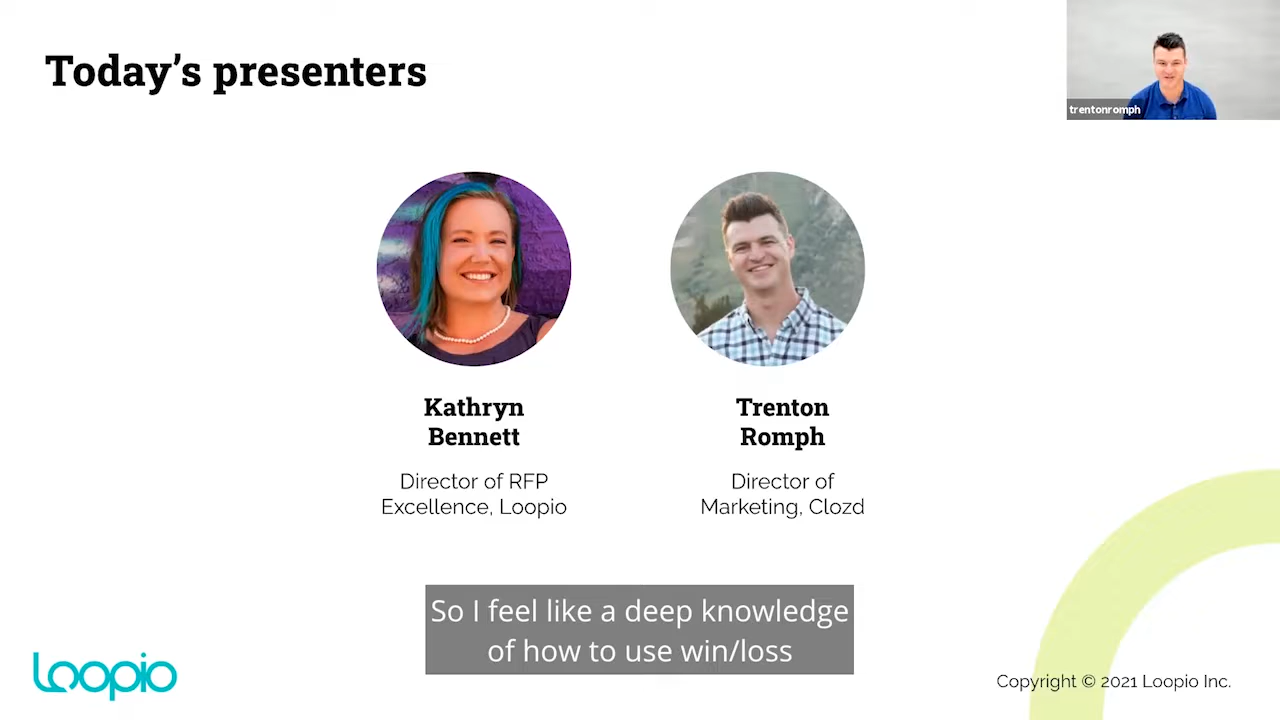 Today's presenters
trentonromph
Kathryn
Bennett
Director of RFP
Excellence, Loopio
Trenton
Romph
Director of
Marketing, Clozd
So I feel like a deep knowledge
of how to use win/loss
Loopio
Copyright © 2021 Loopio Inc.